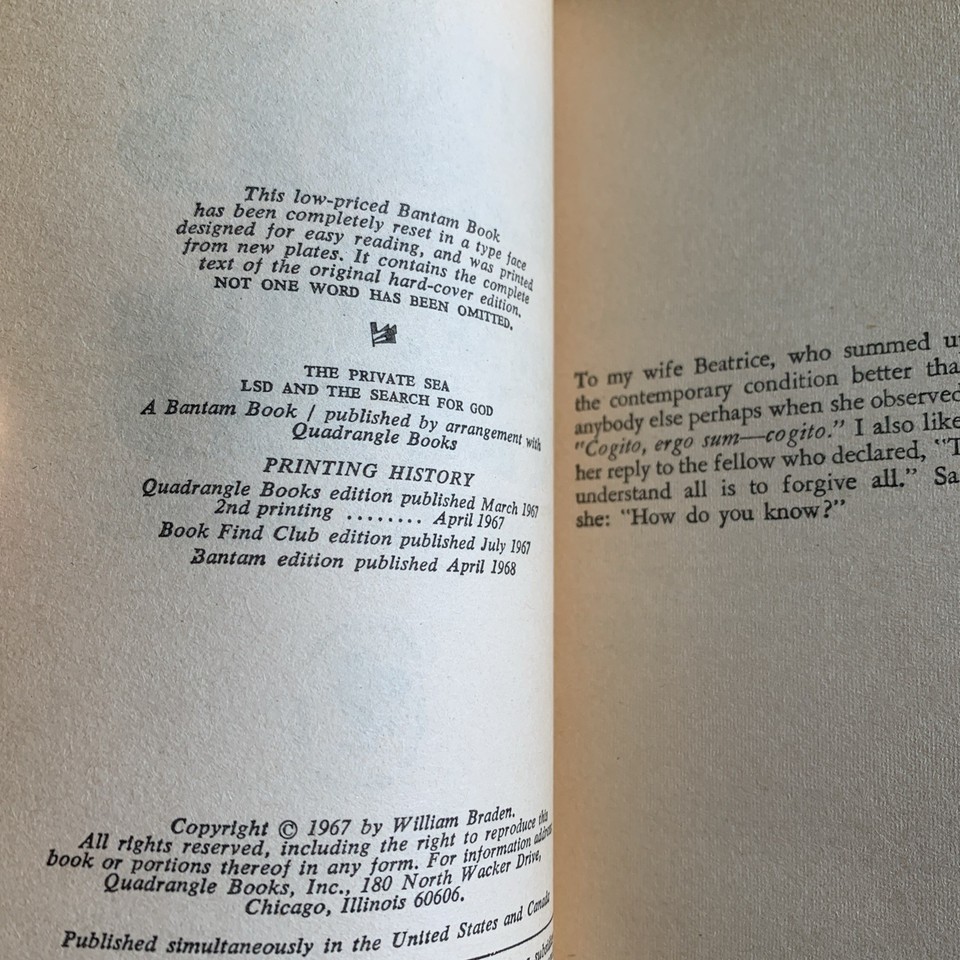 This low-priced Bantam Book
has been completely reset in a type face
designed for easy reading, and was printed
from new plates. It contains the complete
text of the original hard-cover edition.
NOT ONE WORD HAS BEEN OMITTED.
THE PRIVATE SEA
LSD AND THE SEARCH FOR GOD
A Bantam Book / published by arrangement with
Quadrangle Books
PRINTING HISTORY
Quadrangle Books edition published March 1967
2nd printing ........ April 1967
Book Find Club edition published July 1967
Bantam edition published April 1968
Copyright © 1967 by William Braden.
All rights reserved, including the right to reproduce this
book or portions thereof in any form. For information address
Quadrangle Books, Inc., 180 North Wacker Drive,
Chicago, Illinois 60606.
Published simultaneously in the United States and Canada
To my wife Beatrice, who summed u
the contemporary condition better tha
anybody else perhaps when she observed
"Cogito, ergo sum—cogito." I also like
her reply to the fellow who declared, "T
understand all is to forgive all." Sa
she: "How do you know?"